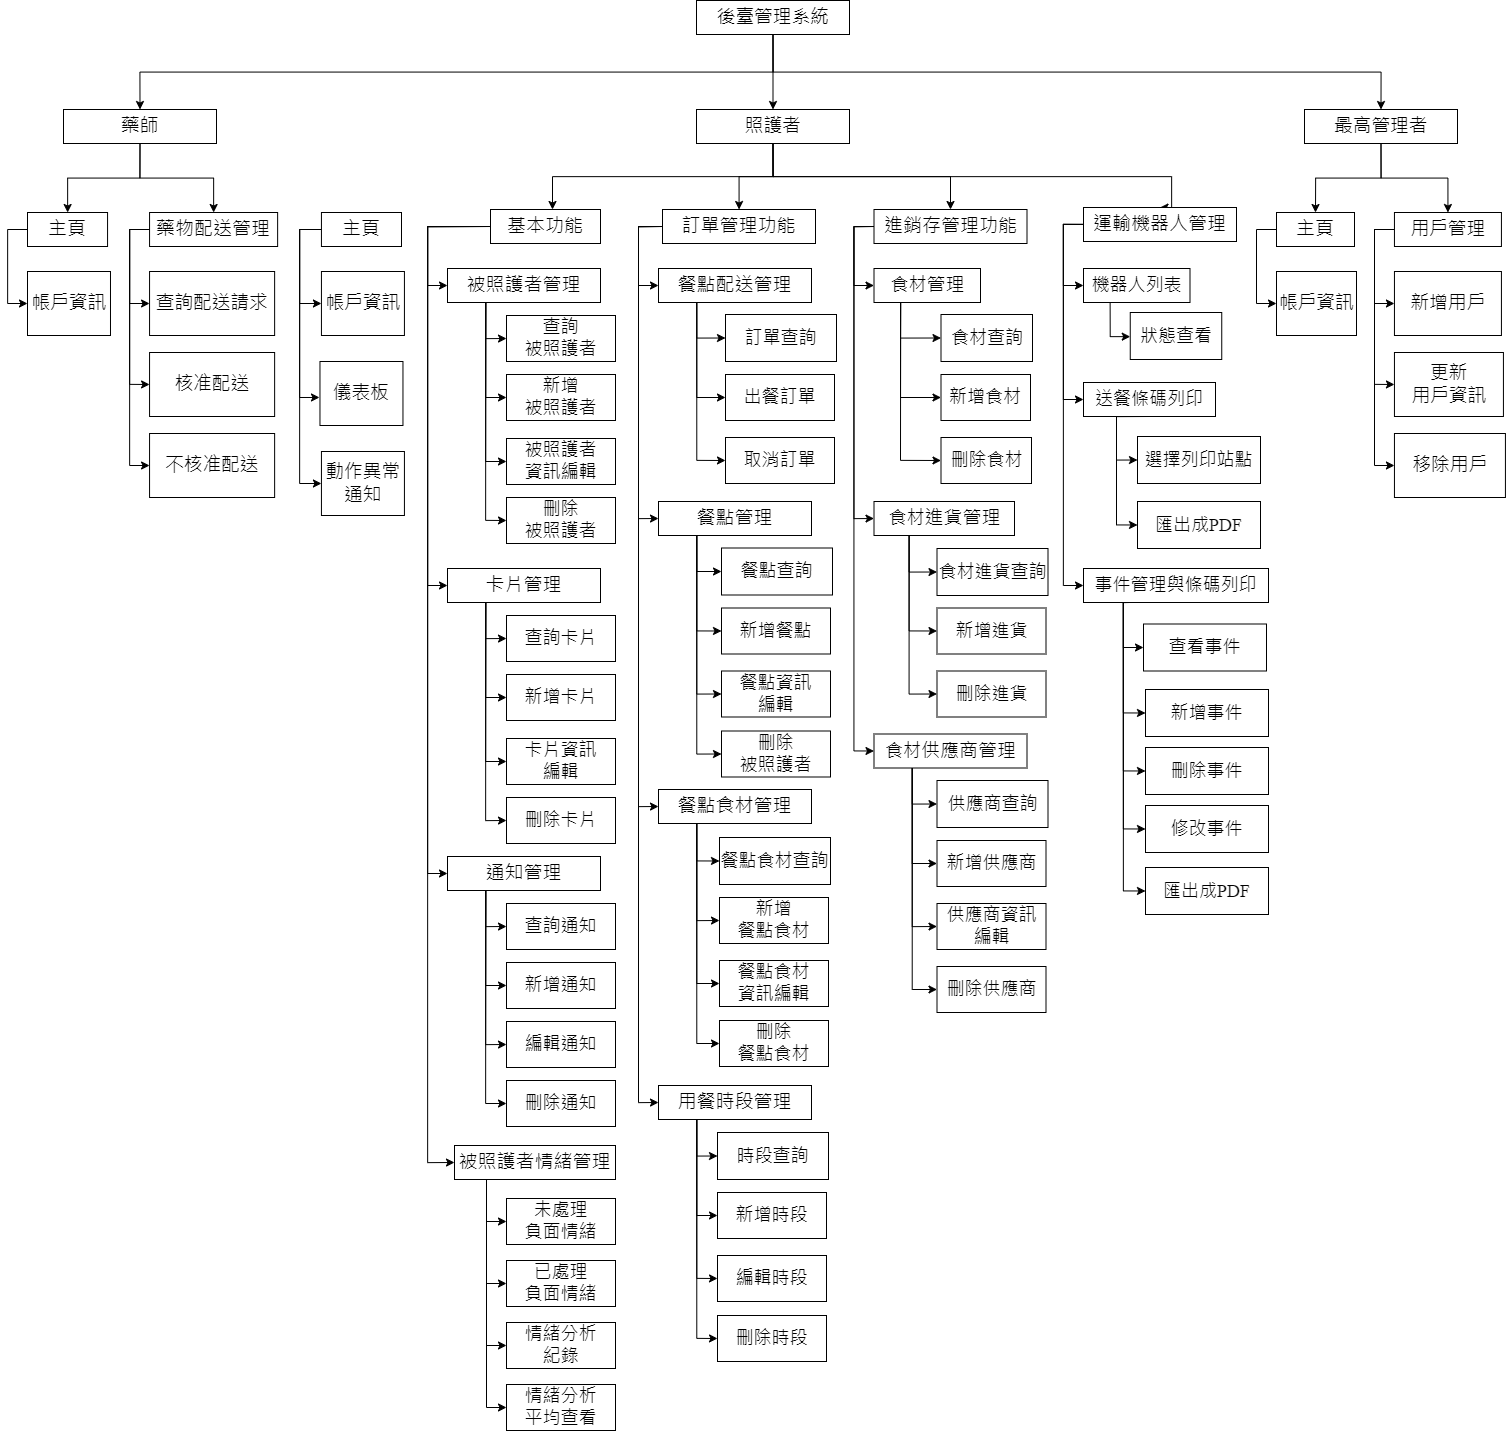 後臺管理系統
藥師
照護者
最高管理者
主頁
帳戶資訊
藥物配送管理
查詢配送請求
核准配送
不核准配送
主頁
帳戶資訊
儀表板
動作異常
通知
基本功能
被照護者管理
查詢
被照護者
新增
被照護者
被照護者
資訊編輯
刪除
被照護者
卡片管理
查詢卡片
新增卡片
卡片資訊
編輯
刪除卡片
通知管理
查詢通知
新增通知
編輯通知
刪除通知
被照護者情緒管理
未處理
負面情緒
已處理
負面情緒
情緒分析
紀錄
情緒分析
平均查看
訂單管理功能
餐點配送管理
訂單查詢
出餐訂單
取消訂單
餐點管理
餐點查詢
新增餐點
餐點資訊
編輯
刪除
被照護者
餐點食材管理
餐點食材查詢
新增
餐點食材
餐點食材
資訊編輯
刪除
餐點食材
用餐時段管理
時段查詢
新增時段
編輯時段
刪除時段
進銷存管理功能
食材管理
食材查詢
新增食材
刪除食材
食材進貨管理
食材進貨查詢
新增進貨
刪除進貨
食材供應商管理
供應商查詢
新增供應商
供應商資訊
編輯
刪除供應商
運輸機器人管理
機器人列表
狀態查看
送餐條碼列印
選擇列印站點
匯出成PDF
事件管理與條碼列印
查看事件
新增事件
刪除事件
修改事件
匯出成PDF
主頁
帳戶資訊
用戶管理
新增用戶
更新
用戶資訊
移除用戶